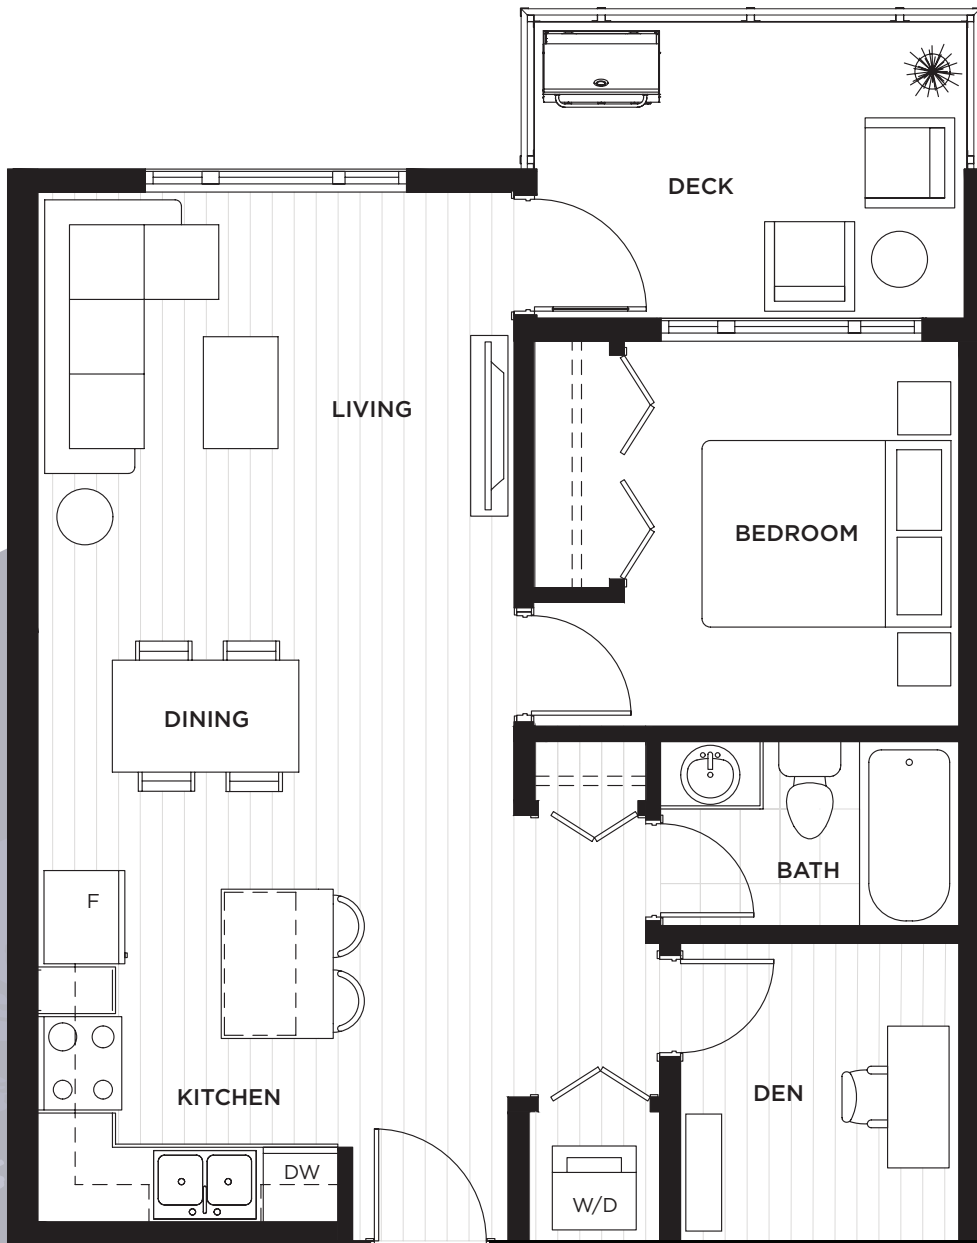 DECK
LIVING
BEDROOM
DINING
BATH
F
KITCHEN
DEN
DW
W/D